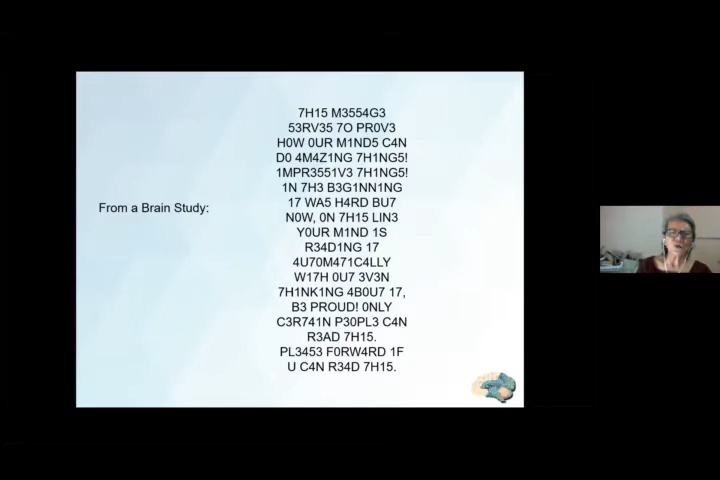 From a Brain Study:
7H15 M3554G3
53RV35 7O PR0V3
H0W 0UR M1ND5 C4N
D0 4M4Z1NG 7H1NG5!
1MPR3551V3 7H1NG5!
1N 7H3 B3G1NN1NG
17 WA5 H4RD BU7
N0W, 0N 7H15 LIN3
Y0UR M1ND 1S
R34D1NG 17
4U70M471C4LLY
W17H 0U7 3V3N
7H1NK1NG 4B0U7 17,
B3 PROUD! 0NLY
C3R741N P30PL3 C4N
R3AD 7H15.
PL3453 F0RW4RD 1F
U C4N R34D 7H15.